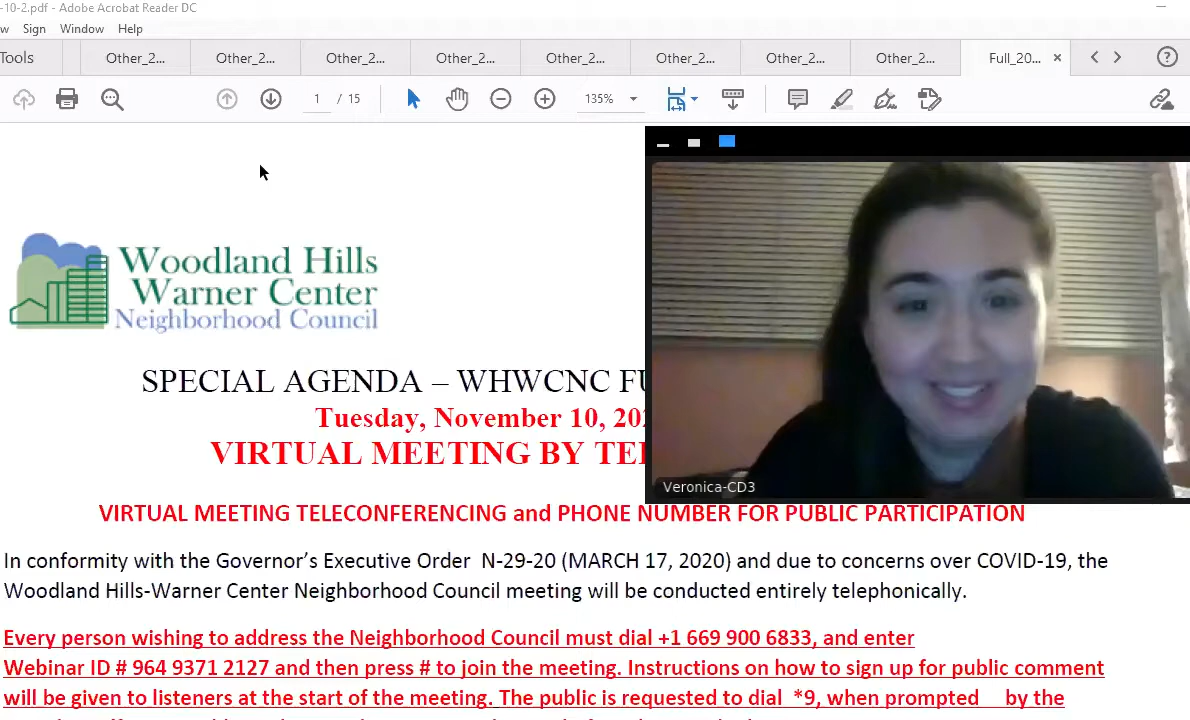 -10-2.pdf - Adobe Acrobat Reader DC
w Sign Window Help
Tools Other_2... Other_2... Other_2... Other_2... Other_2... Other_2... Other_2... Other_2... Full_20... ×
1 / 15 135%
Woodland Hills
Warner Center
Neighborhood Council
SPECIAL AGENDA – WHWCNC FU
Tuesday, November 10, 202
VIRTUAL MEETING BY TEL
Veronica-CD3
VIRTUAL MEETING TELECONFERENCING and PHONE NUMBER FOR PUBLIC PARTICIPATION
In conformity with the Governor’s Executive Order N-29-20 (MARCH 17, 2020) and due to concerns over COVID-19, the
Woodland Hills-Warner Center Neighborhood Council meeting will be conducted entirely telephonically.
Every person wishing to address the Neighborhood Council must dial +1 669 900 6833, and enter
Webinar ID # 964 9371 2127 and then press # to join the meeting. Instructions on how to sign up for public comment
will be given to listeners at the start of the meeting. The public is requested to dial *9, when prompted by the